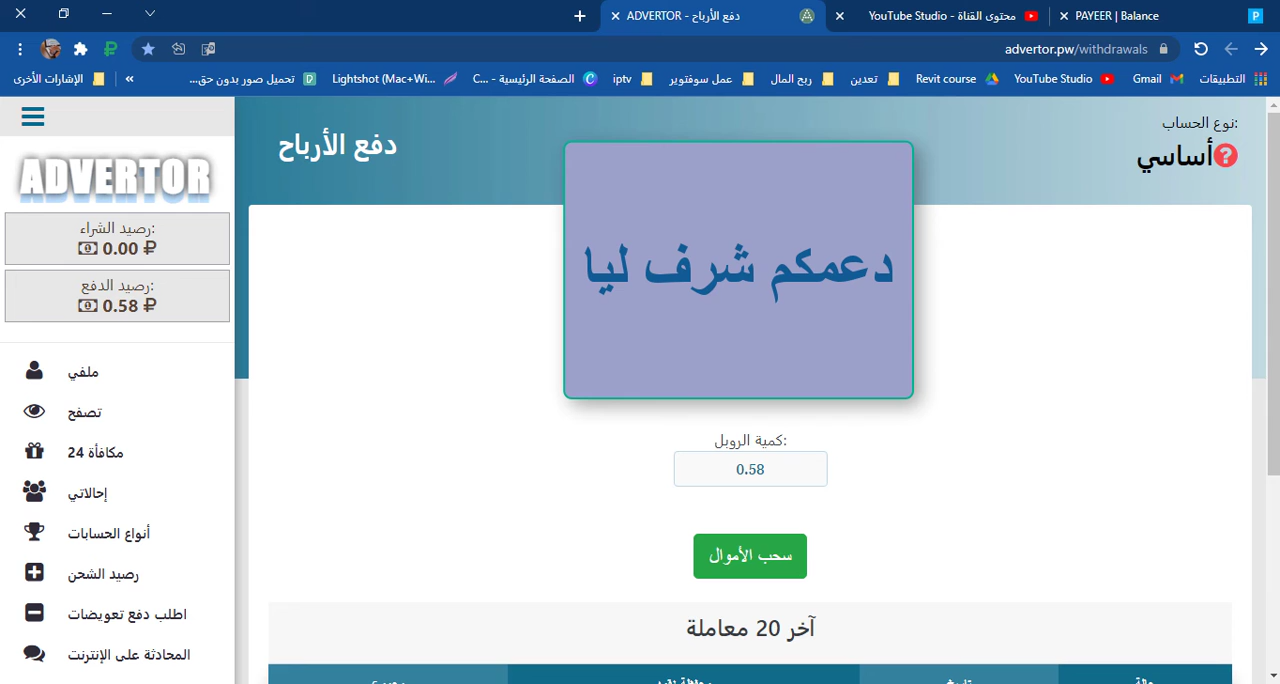 ADVERTOR - دفع الأرباح
YouTube Studio - محتوى القناة
PAYEER | Balance
P
advertor.pw/withdrawals
التطبيقات
Gmail
YouTube Studio
Revit course
تعدين
ربح المال
عمل سوفتوير
iptv
الصفحة الرئيسية - C...
Lightshot (Mac+Wi...
تحميل صور بدون حق...
»
الإشارات الأخرى
نوع الحساب:
أساسي
دفع الأرباح
دعمكم شرف ليا
ADVERTOR
رصيد الشراء:
0.00 ₽
رصيد الدفع:
0.58 ₽
ملفي
تصفح
مكافأة 24
إحالاتي
أنواع الحسابات
رصيد الشحن
اطلب دفع تعويضات
المحادثة على الإنترنت
كمية الروبل:
0.58
سحب الأموال
آخر 20 معاملة